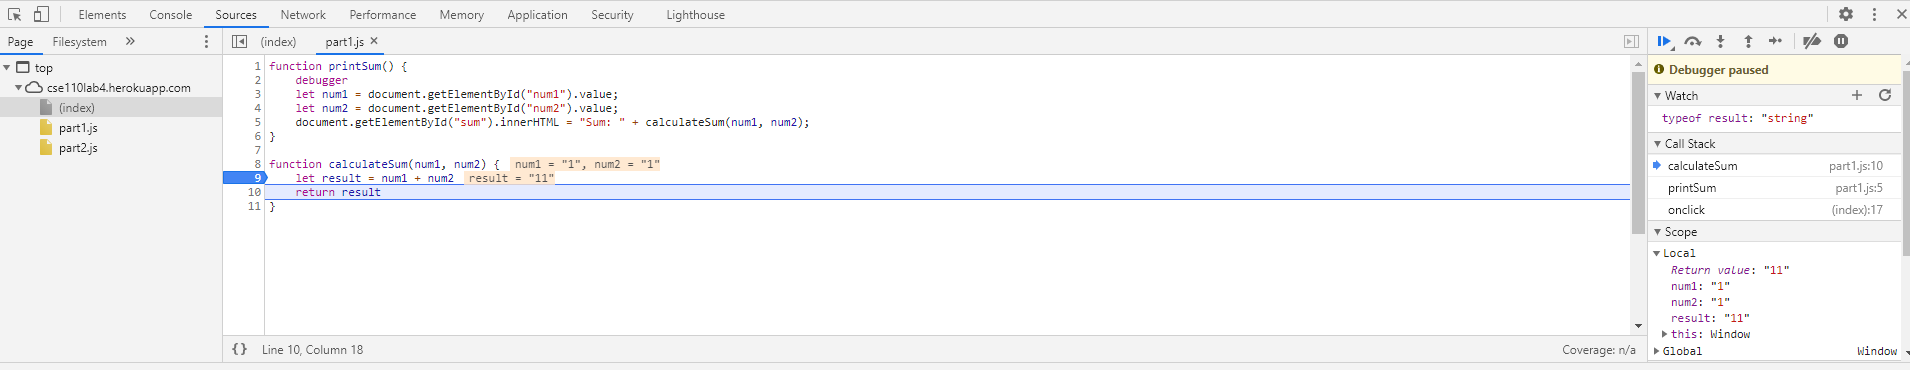 Elements Console Sources Network Performance Memory Application Security Lighthouse
Page Filesystem »
top
cse110lab4.herokuapp.com
(index)
part1.js
part2.js
(index) part1.js ×
1 function printSum() {
2 debugger
3 let num1 = document.getElementById("num1").value;
4 let num2 = document.getElementById("num2").value;
5 document.getElementById("sum").innerHTML = "Sum: " + calculateSum(num1, num2);
6 }
7
8 function calculateSum(num1, num2) { num1 = "1", num2 = "1"
9 let result = num1 + num2 result = "11"
10 return result
11 }
{} Line 10, Column 18 Coverage: n/a
Debugger paused
Watch
typeof result: "string"
Call Stack
calculateSum part1.js:10
printSum part1.js:5
onclick (index):17
Scope
Local
Return value: "11"
num1: "1"
num2: "1"
result: "11"
this: Window
Global Window